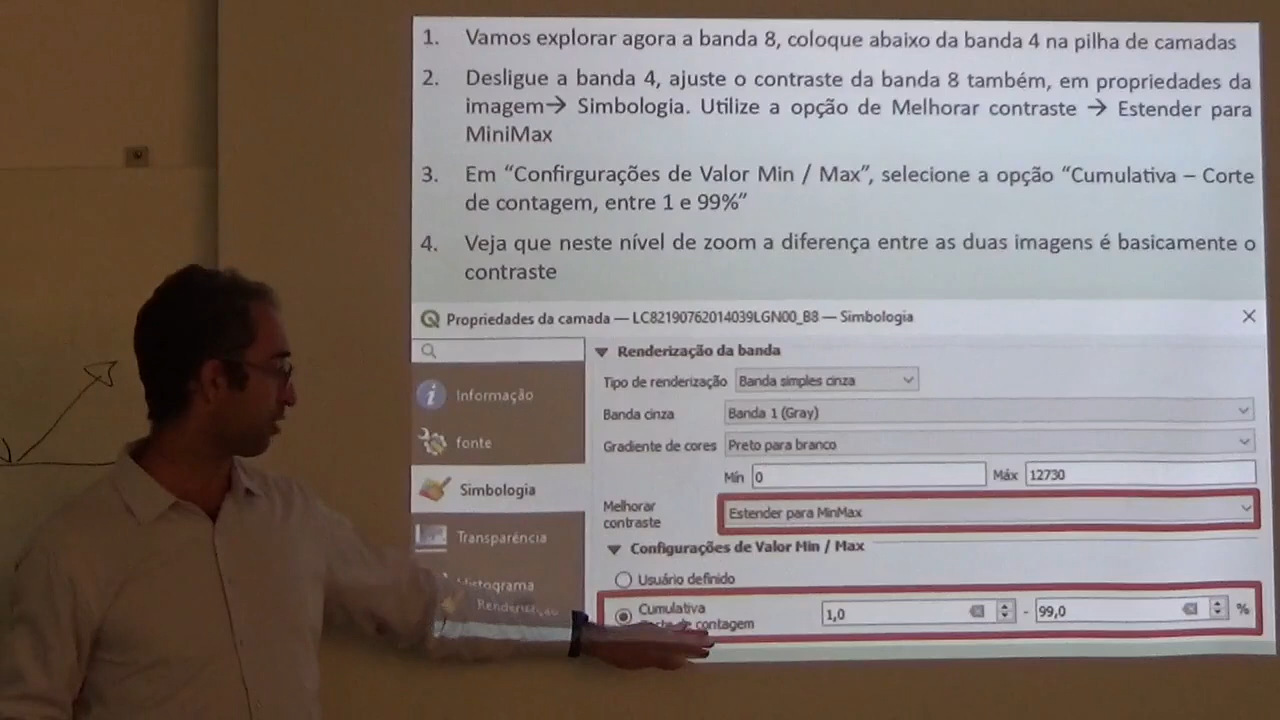 1. Vamos explorar agora a banda 8, coloque abaixo da banda 4 na pilha de camadas
2. Desligue a banda 4, ajuste o contraste da banda 8 também, em propriedades da
imagem→ Simbologia. Utilize a opção de Melhorar contraste → Estender para
MiniMax
3. Em “Confirgurações de Valor Min / Max”, selecione a opção “Cumulativa – Corte
de contagem, entre 1 e 99%”
4. Veja que neste nível de zoom a diferença entre as duas imagens é basicamente o
contraste
Propriedades da camada — LC82190762014039LGN00_B8 — Simbologia
Renderização da banda
Informação
Tipo de renderização Banda simples cinza
Banda cinza Banda 1 (Gray)
fonte
Gradiente de cores Preto para branco
Mín 0 Máx 12730
Simbologia
Melhorar
contraste
Estender para MinMax
Transparência
Configurações de Valor Min / Max
Usuário definido
Histograma
Renderização
Cumulativa
Corte de contagem
1,0 - 99,0 %